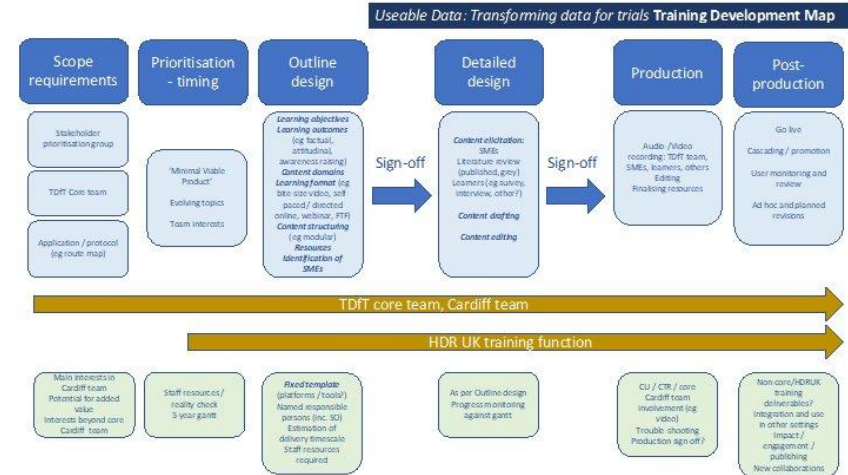 Useable Data: Transforming data for trials Training Development Map
Scope
requirements
Prioritisation
- timing
Outline
design
Detailed
design
Production
Post-
production
Stakeholder
prioritisation group
TDfT Core team
Application / protocol
(eg route map)
'Minimal Viable
Product'
Evolving topics
Team interests
Learning objectives
Learning outcomes
(eg factual,
attitudinal,
awareness raising)
Content domains
Learning format (eg
bite-size video, self
paced/ directed
online, webinar, FTF)
Content structuring
(eg modular)
Resources
Identification of
SMEs
Sign-off
Content elicitation:
SMEs
Literature review
(published, grey)
Learners (eg survey,
interview, other?)
Content drafting
Content editing
Sign-off
Audio /Video
recording: TDfT team,
SMEs, learners, others
Editing
Finalising resources
Go live
Cascading / promotion
User monitoring and
review
Ad hoc and planned
revisions
TDfT core team, Cardiff team
HDR UK training function
Main interests in
Cardiff team
Potential for added
value
Interests beyond core
Cardiff team
Staff resources/
reality check
5-year gantt
Fixed template
(platforms / tools?)
Named responsible
persons (inc. SO)
Estimation of
delivery timescale
Staff resources
required
As per Outline design
Progress monitoring
against gantt
CU / CTR / core
Cardiff team
involvement (eg
video)
Trouble-shooting
Production sign-off?
Non-core/HDRUK
training
deliverables?
Integration and use
in other settings
Impact /
engagement /
publishing
New collaborations